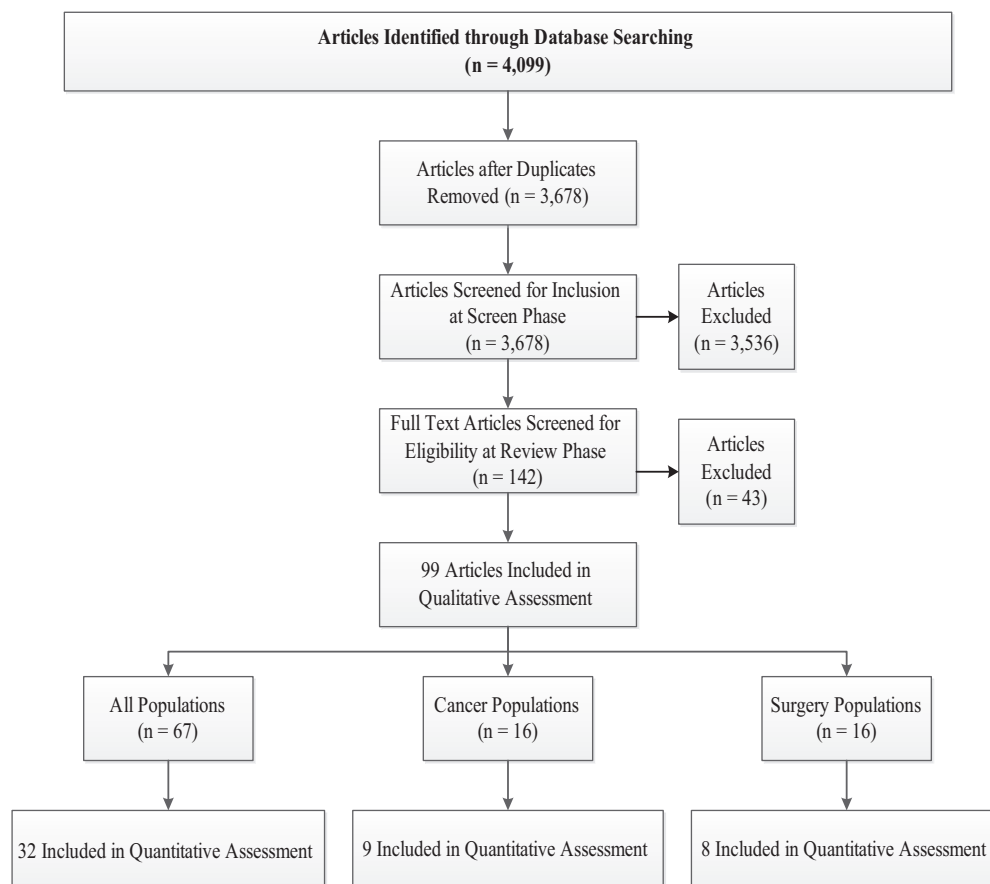 Articles Identified through Database Searching
(n = 4,099)
Articles after Duplicates
Removed (n = 3,678)
Articles Screened for Inclusion
at Screen Phase
(n = 3,678)
Articles
Excluded
(n = 3,536)
Full Text Articles Screened for
Eligibility at Review Phase
(n = 142)
Articles
Excluded
(n = 43)
99 Articles Included in
Qualitative Assessment
All Populations
(n = 67)
Cancer Populations
(n = 16)
Surgery Populations
(n = 16)
32 Included in Quantitative Assessment
9 Included in Quantitative Assessment
8 Included in Quantitative Assessment